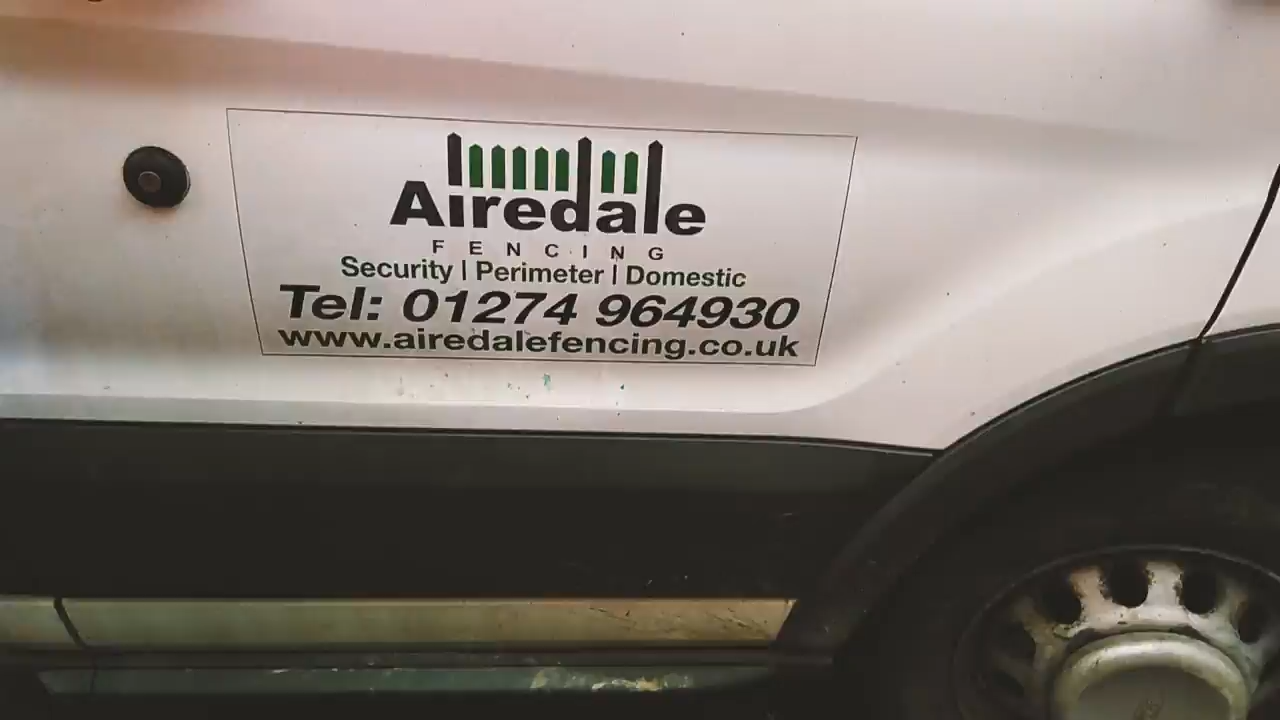 Airedale
FENCING
Security | Perimeter | Domestic
Tel: 01274 964930
www.airedalefencing.co.uk